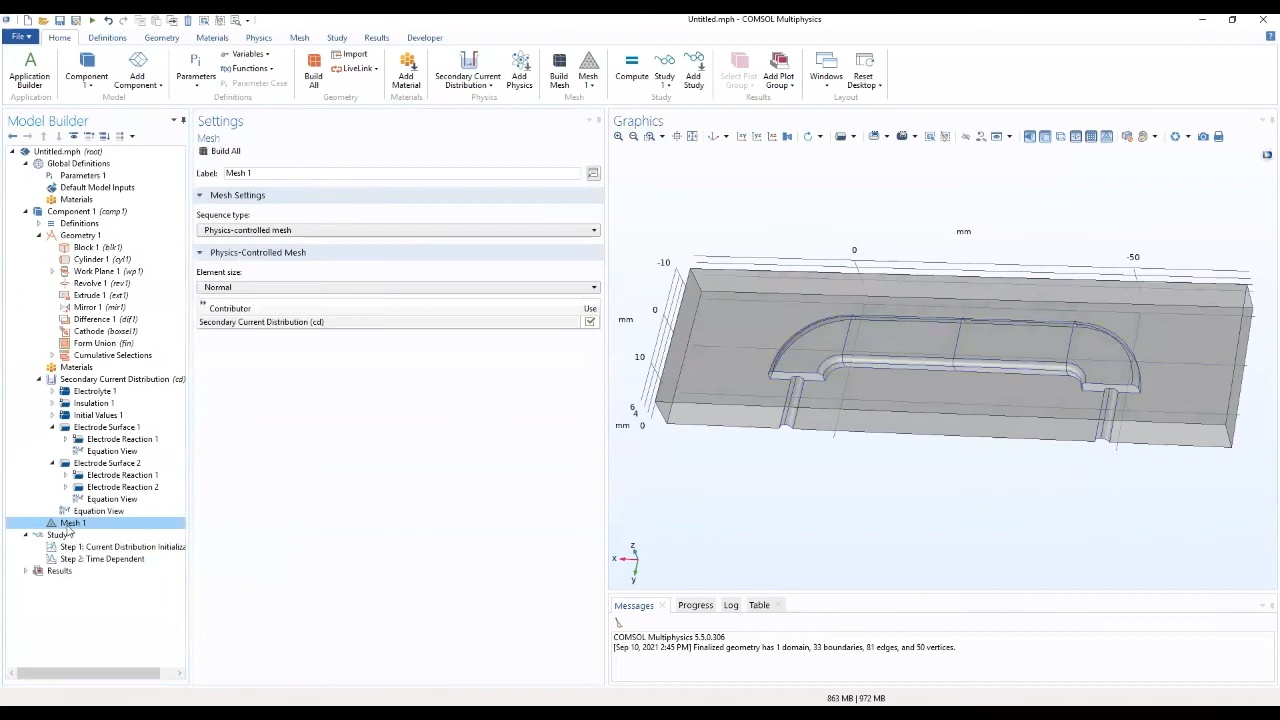 Untitled.mph - COMSOL Multiphysics
File Home Definitions Geometry Materials Physics Mesh Study Results Developer
Application Builder
Component 1
Add Component
Parameters
Variables
Functions
Parameter Case
Build All
Import
LiveLink
Add Material
Secondary Current Distribution
Add Physics
Build Mesh
Mesh 1
Compute
Study 1
Add Study
Select Plot Group
Add Plot Group
Windows
Reset Desktop
Application Model Definitions Geometry Materials Physics Mesh Study Results Layout
Model Builder
Untitled.mph (root)
Global Definitions
Parameters 1
Default Model Inputs
Materials
Component 1 (comp1)
Definitions
Geometry 1
Block 1 (blk1)
Cylinder 1 (cyl1)
Work Plane 1 (wp1)
Revolve 1 (rev1)
Extrude 1 (ext1)
Mirror 1 (mir1)
Difference 1 (dif1)
Cathode (boxsel1)
Form Union (fin)
Cumulative Selections
Materials
Secondary Current Distribution (cd)
Electrolyte 1
Insulation 1
Initial Values 1
Electrode Surface 1
Electrode Reaction 1
Equation View
Electrode Surface 2
Electrode Reaction 1
Electrode Reaction 2
Equation View
Equation View
Mesh 1
Study
Step 1: Current Distribution Initializa
Step 2: Time Dependent
Results
Settings
Mesh
Build All
Label: Mesh 1
Mesh Settings
Sequence type:
Physics-controlled mesh
Physics-Controlled Mesh
Element size:
Normal
Contributor Use
Secondary Current Distribution (cd)
Graphics
mm
0
-50
-10
0
mm
10
6
4
mm 0
z
x
y
Messages Progress Log Table
COMSOL Multiphysics 5.5.0.306
[Sep 10, 2021 2:45 PM] Finalized geometry has 1 domain, 33 boundaries, 81 edges, and 50 vertices.
863 MB | 972 MB